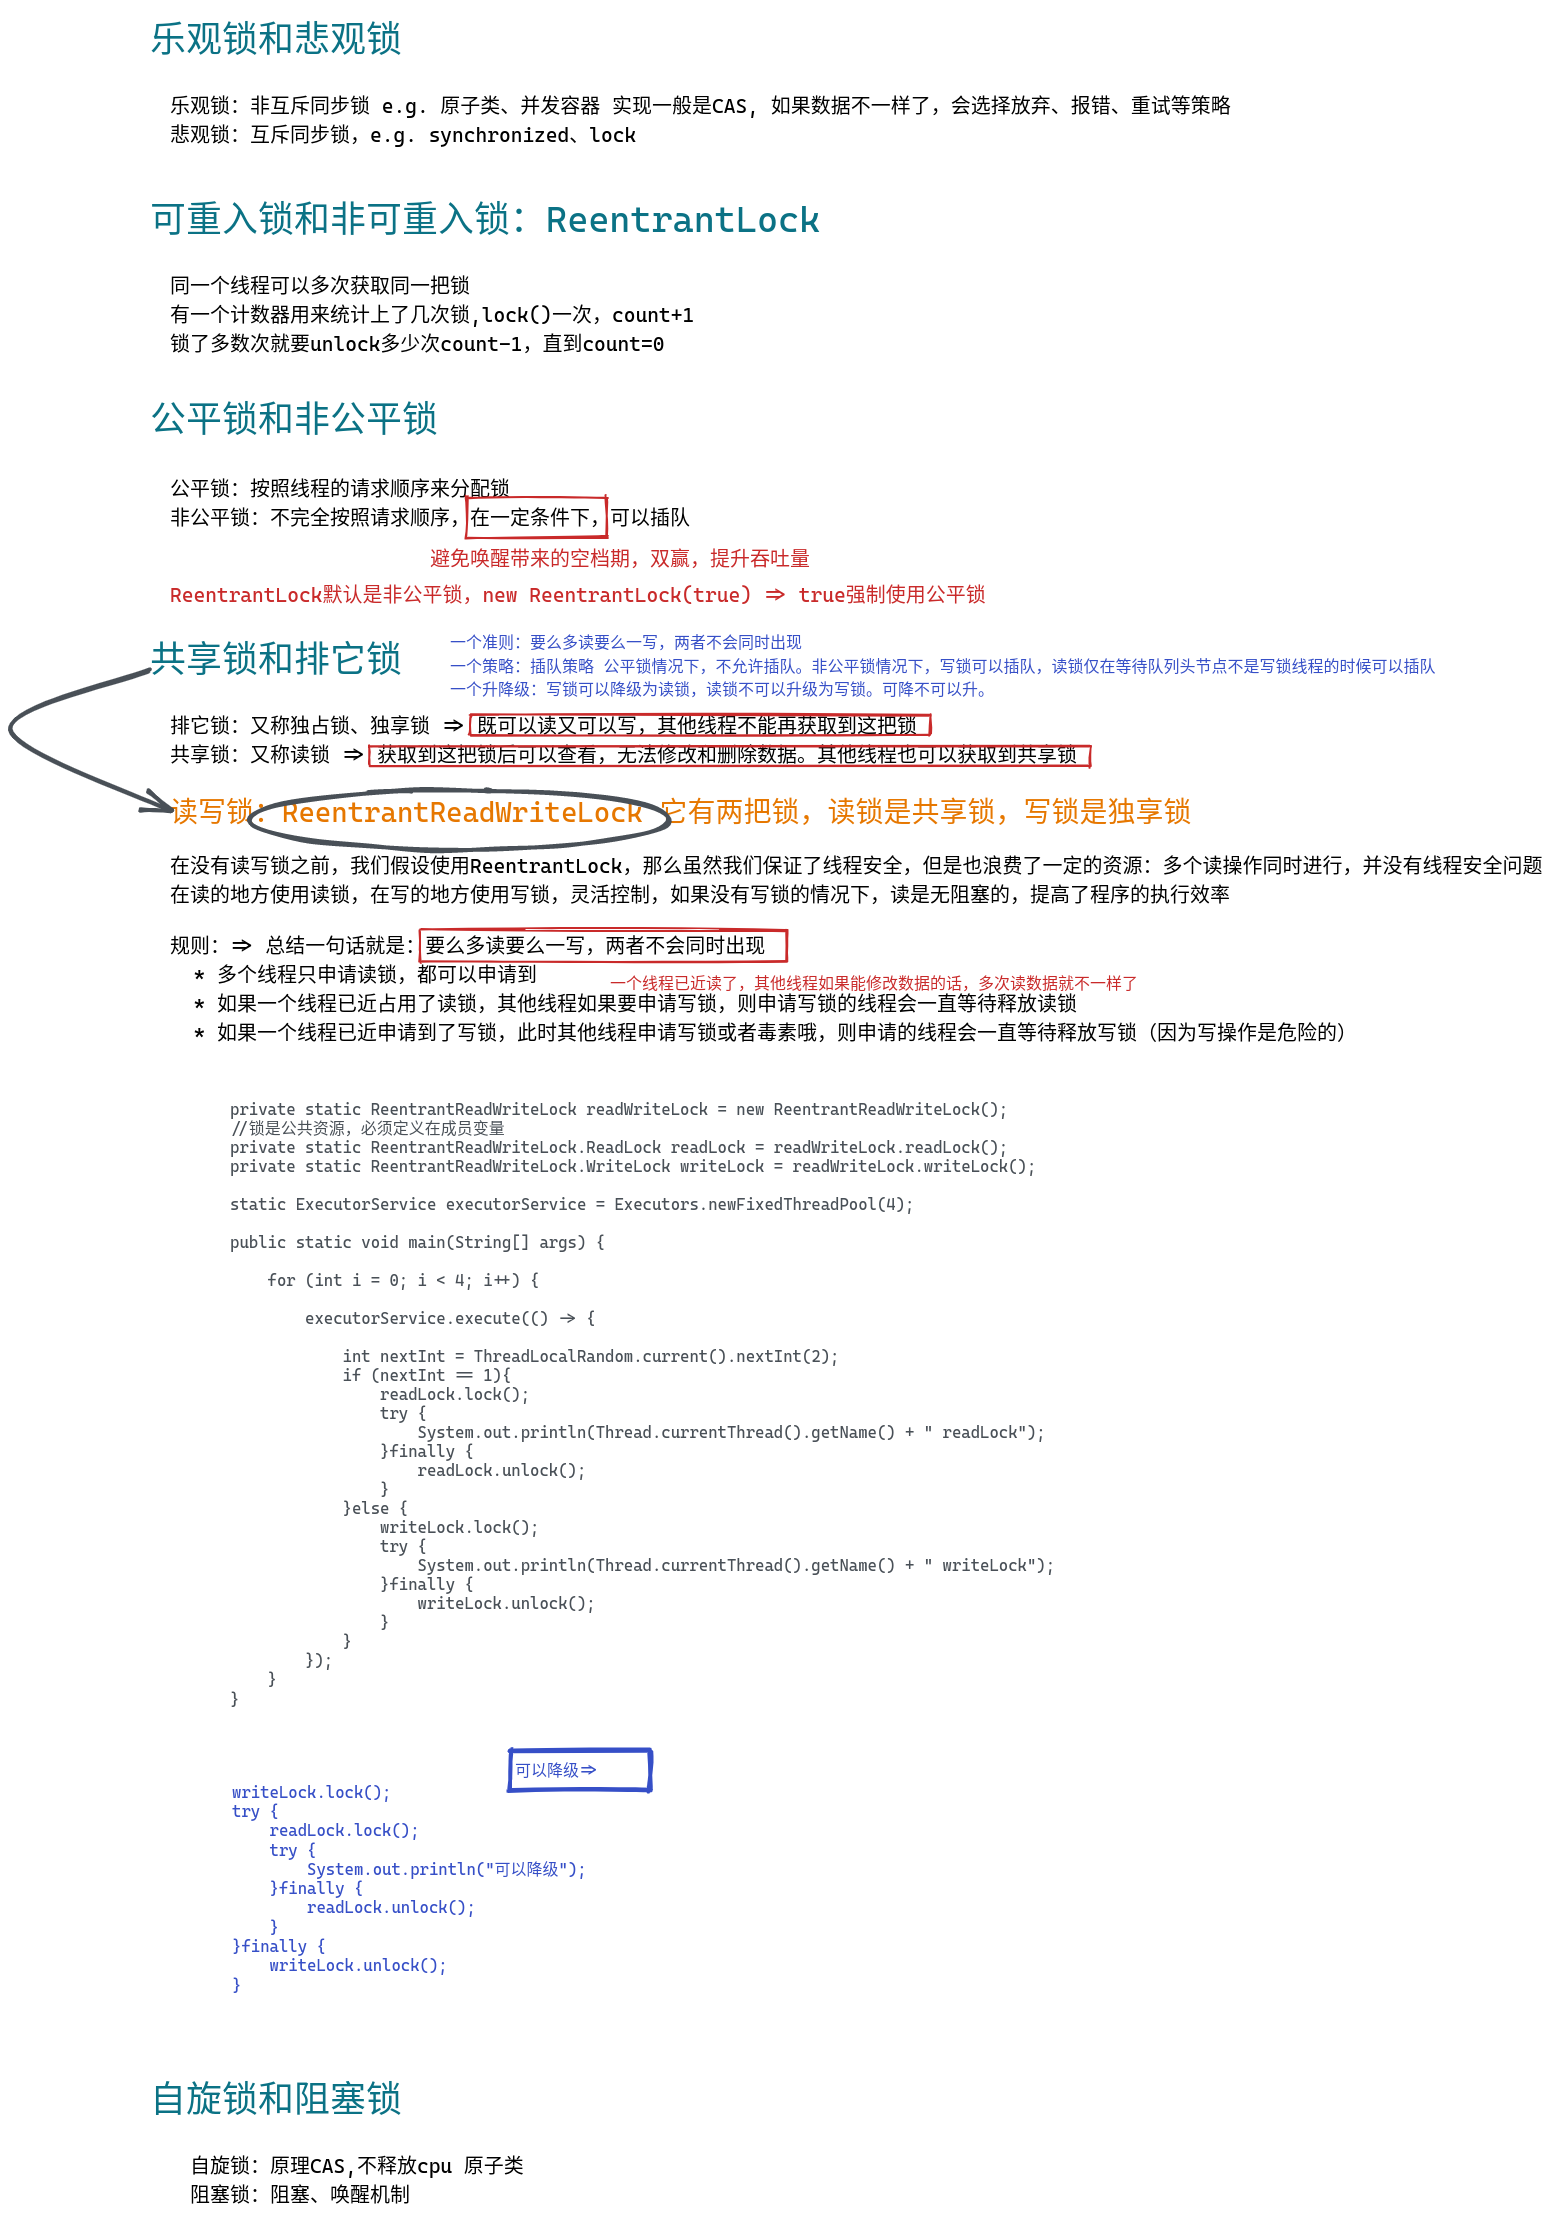 乐观锁和悲观锁
乐观锁：非互斥同步锁 e.g. 原子类、并发容器 实现一般是CAS, 如果数据不一样了，会选择放弃、报错、重试等策略
悲观锁：互斥同步锁，e.g. synchronized、lock
可重入锁和非可重入锁：ReentrantLock
同一个线程可以多次获取同一把锁
有一个计数器用来统计上了几次锁,lock()一次，count+1
锁了多数次就要unlock多少次count-1，直到count=0
公平锁和非公平锁
公平锁：按照线程的请求顺序来分配锁
非公平锁：不完全按照请求顺序，在一定条件下，可以插队
避免唤醒带来的空档期，双赢，提升吞吐量
ReentrantLock默认是非公平锁，new ReentrantLock(true) => true强制使用公平锁
共享锁和排它锁
一个准则：要么多读要么一写，两者不会同时出现
一个策略：插队策略 公平锁情况下，不允许插队。非公平锁情况下，写锁可以插队，读锁仅在等待队列头节点不是写锁线程的时候可以插队
一个升降级：写锁可以降级为读锁，读锁不可以升级为写锁。可降不可以升。
排它锁：又称独占锁、独享锁 => 既可以读又可以写，其他线程不能再获取到这把锁
共享锁：又称读锁 => 获取到这把锁后可以查看，无法修改和删除数据。其他线程也可以获取到共享锁
读写锁：ReentrantReadWriteLock 它有两把锁，读锁是共享锁，写锁是独享锁
在没有读写锁之前，我们假设使用ReentrantLock，那么虽然我们保证了线程安全，但是也浪费了一定的资源：多个读操作同时进行，并没有线程安全问题
在读的地方使用读锁，在写的地方使用写锁，灵活控制，如果没有写锁的情况下，读是无阻塞的，提高了程序的执行效率
规则：=> 总结一句话就是：要么多读要么一写，两者不会同时出现
* 多个线程只申请读锁，都可以申请到
一个线程已近读了，其他线程如果能修改数据的话，多次读数据就不一样了
* 如果一个线程已近占用了读锁，其他线程如果要申请写锁，则申请写锁的线程会一直等待释放读锁
* 如果一个线程已近申请到了写锁，此时其他线程申请写锁或者毒素哦，则申请的线程会一直等待释放写锁（因为写操作是危险的）
private static ReentrantReadWriteLock readWriteLock = new ReentrantReadWriteLock();
//锁是公共资源，必须定义在成员变量
private static ReentrantReadWriteLock.ReadLock readLock = readWriteLock.readLock();
private static ReentrantReadWriteLock.WriteLock writeLock = readWriteLock.writeLock();
static ExecutorService executorService = Executors.newFixedThreadPool(4);
public static void main(String[] args) {
for (int i = 0; i < 4; i++) {
executorService.execute(() -> {
int nextInt = ThreadLocalRandom.current().nextInt(2);
if (nextInt == 1){
readLock.lock();
try {
System.out.println(Thread.currentThread().getName() + " readLock");
}finally {
readLock.unlock();
}
}else {
writeLock.lock();
try {
System.out.println(Thread.currentThread().getName() + " writeLock");
}finally {
writeLock.unlock();
}
}
});
}
}
可以降级=>
writeLock.lock();
try {
readLock.lock();
try {
System.out.println("可以降级");
}finally {
readLock.unlock();
}
}finally {
writeLock.unlock();
}
自旋锁和阻塞锁
自旋锁：原理CAS,不释放cpu 原子类
阻塞锁：阻塞、唤醒机制